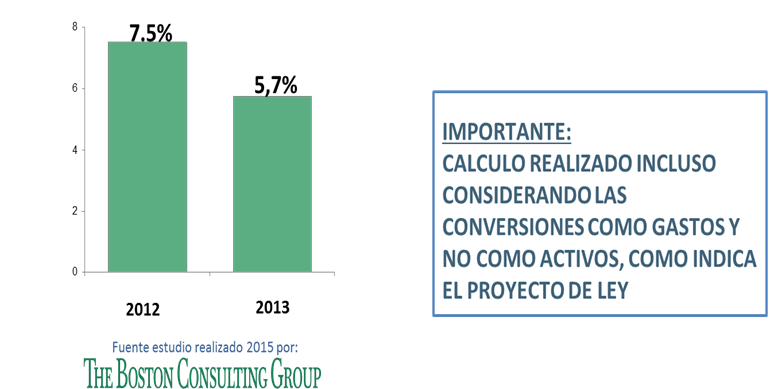 8
7.5%
6
5,7%
4
2
0
2012
2013
Fuente estudio realizado 2015 por:
THE BOSTON CONSULTING GROUP
IMPORTANTE:
CALCULO REALIZADO INCLUSO
CONSIDERANDO LAS
CONVERSIONES COMO GASTOS Y
NO COMO ACTIVOS, COMO INDICA
EL PROYECTO DE LEY